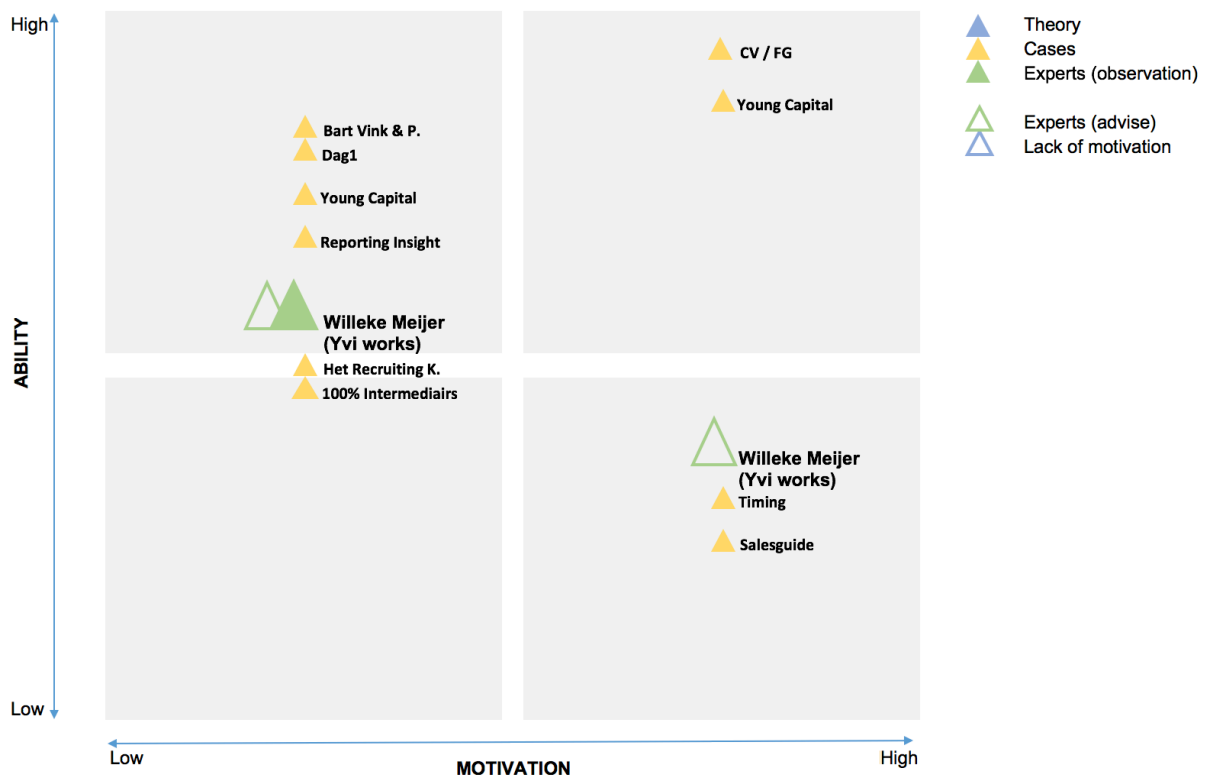 High
Theory
Cases
Experts (observation)
Experts (advise)
Lack of motivation
CV / FG
Young Capital
Bart Vink & P.
Dag1
Young Capital
Reporting Insight
Willeke Meijer
(Yvi works)
Het Recruiting K.
100% Intermediairs
Willeke Meijer
(Yvi works)
Timing
Salesguide
ABILITY
Low
Low
High
MOTIVATION